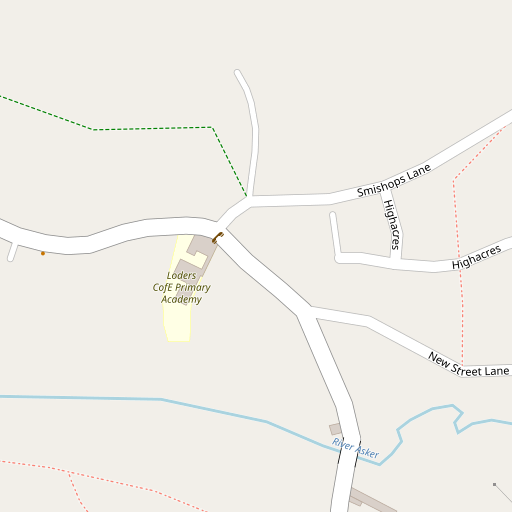 Smishops Lane
Highacres
Highacres
Loders
CofE Primary
Academy
New Street Lane
River Asker